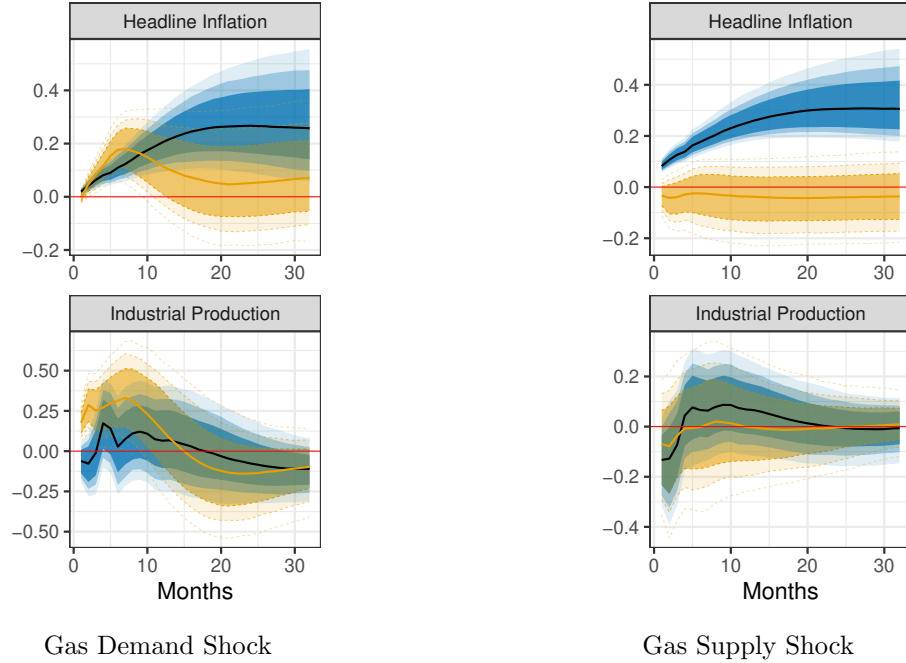 Headline Inflation
0.4
0.2
0.0
−0.2
0 10 20 30
Industrial Production
0.50
0.25
0.00
−0.25
−0.50
0 10 20 30
Months
Gas Demand Shock
Headline Inflation
0.4
0.2
0.0
−0.2
0 10 20 30
Industrial Production
0.2
0.0
−0.2
−0.4
0 10 20 30
Months
Gas Supply Shock